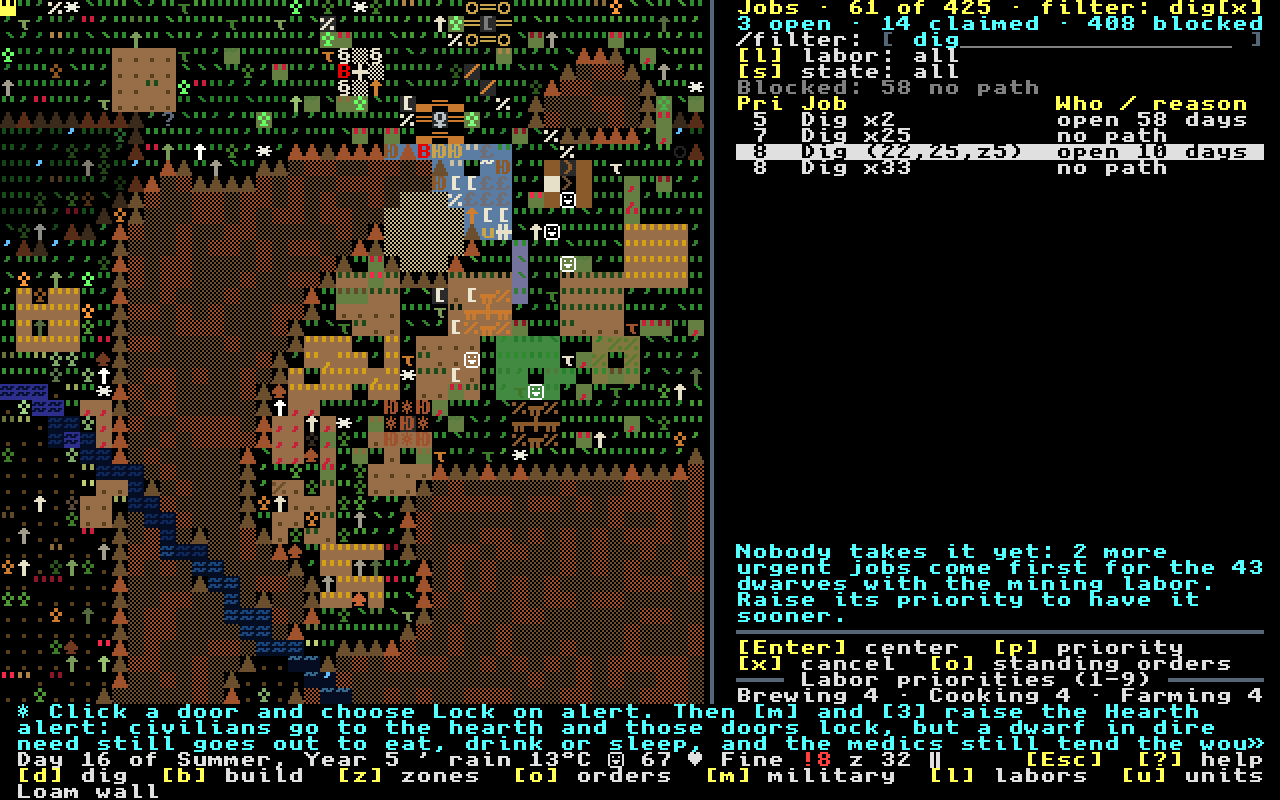 Jobs · 61 of 425 · filter: dig[x]
3 open · 14 claimed · 408 blocked
/filter: [ dig ]
[l] labor: all
[s] state: all
Blocked: 58 no path
Pri Job Who / reason
5 Dig x2 open 58 days
7 Dig x25 no path
8 Dig (22,25,z5) open 10 days
8 Dig x33 no path
Nobody takes it yet: 2 more
urgent jobs come first for the 43
dwarves with the mining labor.
Raise its priority to have it
sooner.
[Enter] center [p] priority
[x] cancel [o] standing orders
Labor priorities (1-9)
Brewing 4 · Cooking 4 · Farming 4
* Click a door and choose Lock on alert. Then [m] and [3] raise the Hearth
alert: civilians go to the hearth and those doors lock, but a dwarf in dire
need still goes out to eat, drink or sleep, and the medics still tend the wou»
Day 16 of Summer, Year 5 ' rain 13°C ☺ 67 ♥ Fine !8 z 32 ‖ [Esc] [?] help
[d] dig [b] build [z] zones [o] orders [m] military [l] labors [u] units
Loam wall